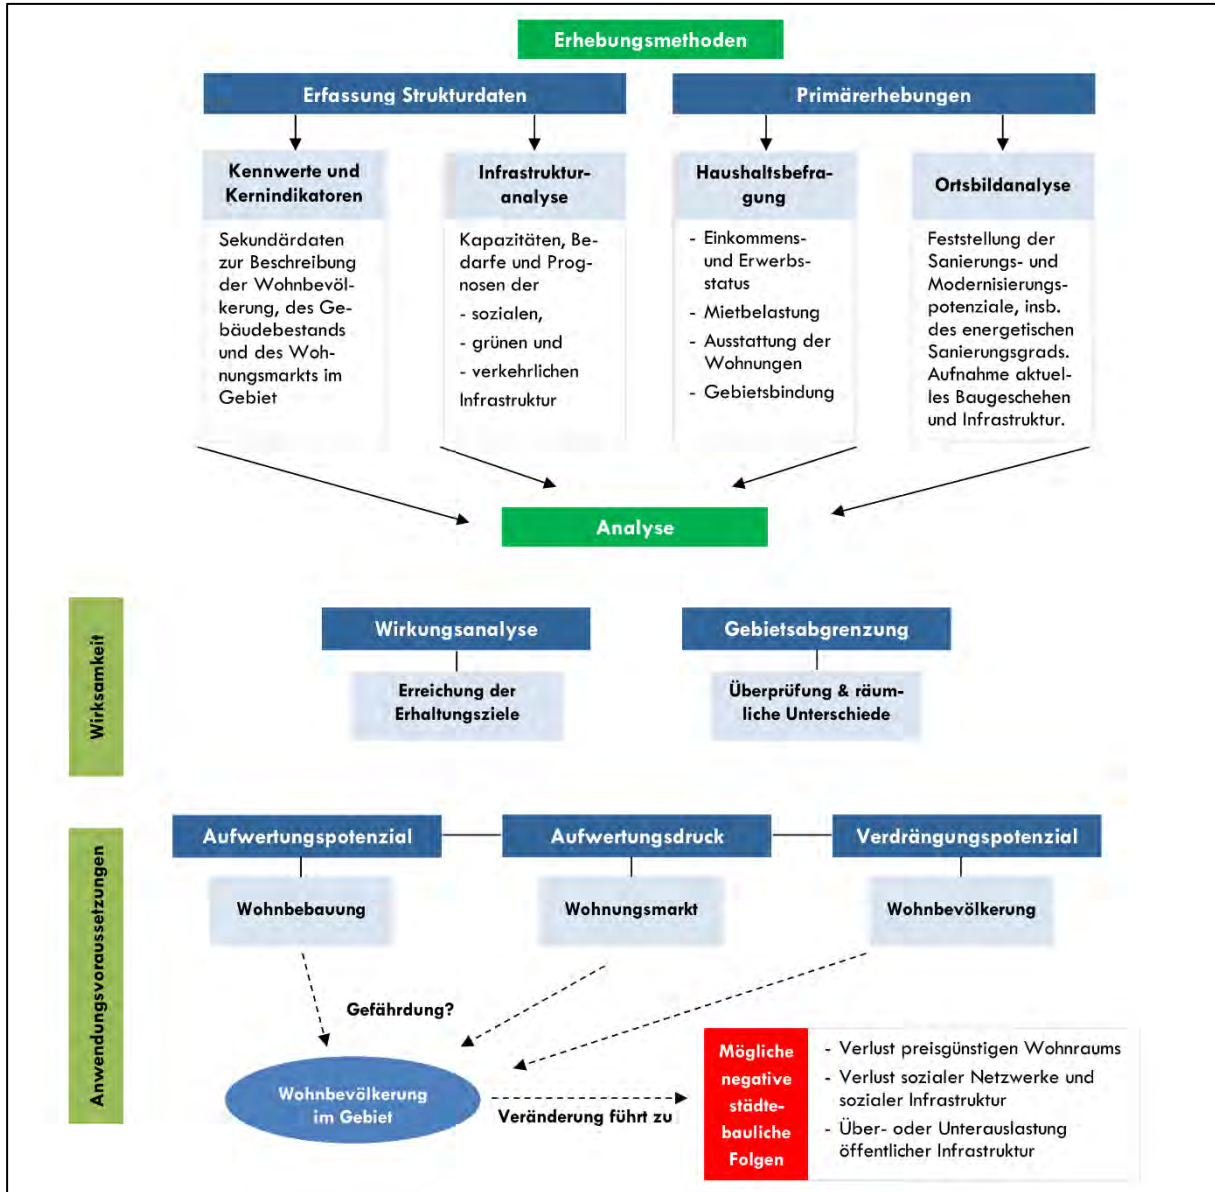 Erhebungsmethoden
Erfassung Strukturdaten
Primärerhebungen
Kennwerte und
Kernindikatoren
Sekundärdaten
zur Beschreibung
der Wohnbevöl-
kerung, des Ge-
bäudebestands
und des Woh-
nungsmarkts im
Gebiet
Infrastruktur-
analyse
Kapazitäten, Be-
darfe und Prog-
nosen der
- sozialen,
- grünen und
- verkehrlichen
Infrastruktur
Haushaltsbefra-
gung
- Einkommens-
und Erwerbs-
status
- Mietbelastung
- Ausstattung der
Wohnungen
- Gebietsbindung
Ortsbildanalyse
Feststellung der
Sanierungs- und
Modernisierungs-
potenziale, insb.
des energetischen
Sanierungsgrads.
Aufnahme aktuel-
les Baugeschehen
und Infrastruktur.
Analyse
Wirksamkeit
Wirkungsanalyse
Erreichung der
Erhaltungsziele
Gebietsabgrenzung
Überprüfung & räum-
liche Unterschiede
Anwendungsvoraussetzungen
Aufwertungspotenzial
Aufwertungsdruck
Verdrängungspotenzial
Wohnbebauung
Wohnungsmarkt
Wohnbevölkerung
Gefährdung?
Wohnbevölkerung
im Gebiet
Veränderung führt zu
Mögliche
negative
städte-
bauliche
Folgen
- Verlust preisgünstigen Wohnraums
- Verlust sozialer Netzwerke und
sozialer Infrastruktur
- Über- oder Unterauslastung
öffentlicher Infrastruktur